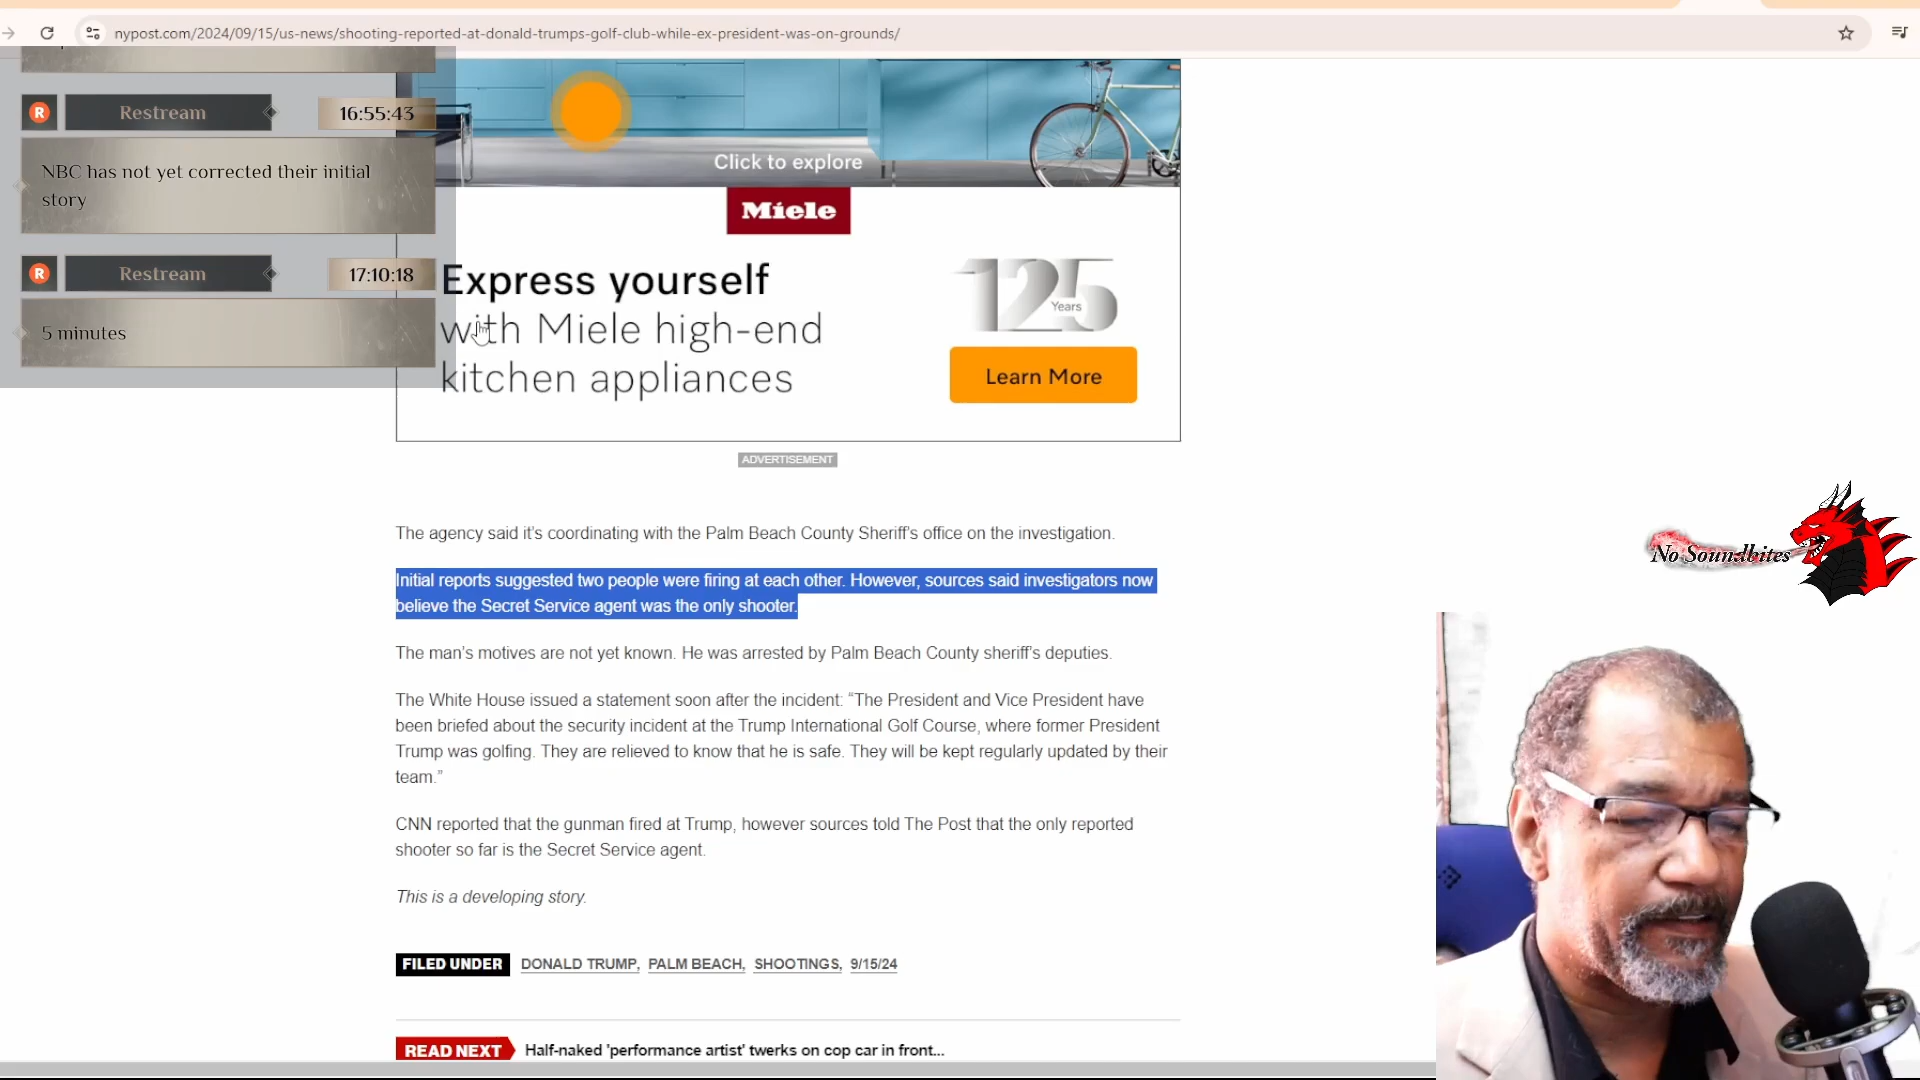 nypost.com/2024/09/15/us-news/shooting-reported-at-donald-trumps-golf-club-while-ex-president-was-on-grounds/
R Restream 16:55:43
NBC has not yet corrected their initial
story
R Restream 17:10:18
5 minutes
Click to explore
Miele
Express yourself
with Miele high-end
kitchen appliances
125
Years
Learn More
ADVERTISEMENT
The agency said it's coordinating with the Palm Beach County Sheriff's office on the investigation.
Initial reports suggested two people were firing at each other. However, sources said investigators now
believe the Secret Service agent was the only shooter.
The man's motives are not yet known. He was arrested by Palm Beach County sheriff's deputies.
The White House issued a statement soon after the incident: “The President and Vice President have
been briefed about the security incident at the Trump International Golf Course, where former President
Trump was golfing. They are relieved to know that he is safe. They will be kept regularly updated by their
team.”
CNN reported that the gunman fired at Trump, however sources told The Post that the only reported
shooter so far is the Secret Service agent.
This is a developing story.
FILED UNDER DONALD TRUMP, PALM BEACH, SHOOTINGS, 9/15/24
READ NEXT Half-naked 'performance artist' twerks on cop car in front...
No Soundbites